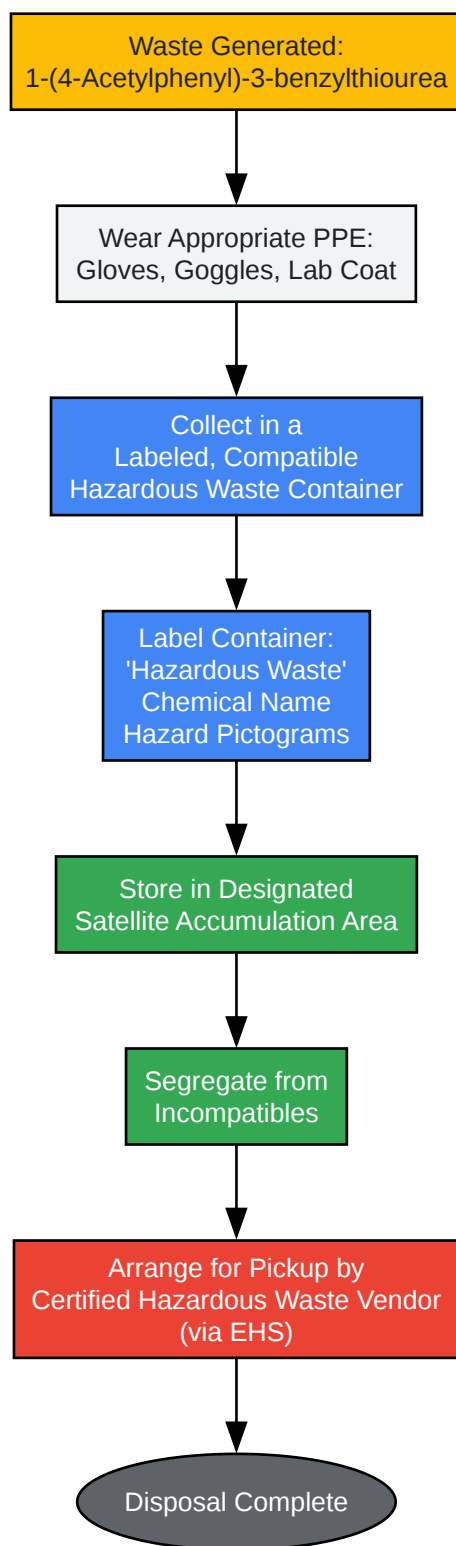 Waste Generated:
1-(4-Acetylphenyl)-3-benzylthiourea
Wear Appropriate PPE:
Gloves, Goggles, Lab Coat
Collect in a
Labeled, Compatible
Hazardous Waste Container
Label Container:
'Hazardous Waste'
Chemical Name
Hazard Pictograms
Store in Designated
Satellite Accumulation Area
Segregate from
Incompatibles
Arrange for Pickup by
Certified Hazardous Waste Vendor
(via EHS)
Disposal Complete